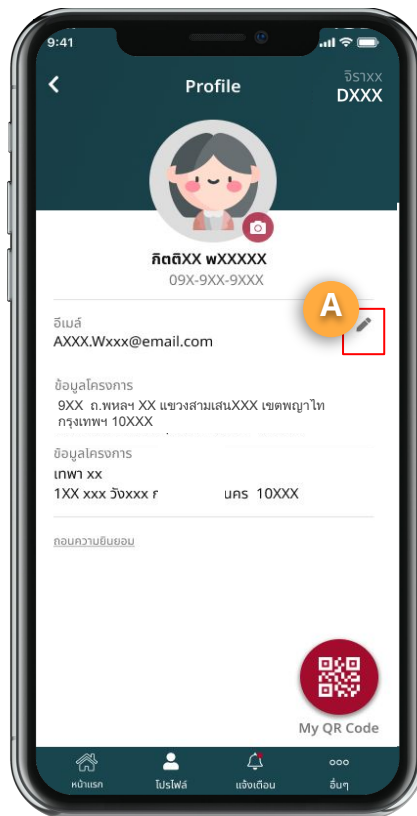 9:41
Profile
จิราxx
DXXX
กิตติXX พXXXXX
09X-9XX-9XXX
A
อีเมล์
AXXX.Wxxx@email.com
ข้อมูลโครงการ
9XX ถ.พหลฯ XX แขวงสามเสนXXX เขตพญาไท
กรุงเทพฯ 10XXX
ข้อมูลโครงการ
เทพา xx
1XX xxx วังxxx นคร 10XXX
ถอนความยินยอม
My QR Code
หน้าแรก
โปรไฟล์
แจ้งเตือน
อื่นๆ